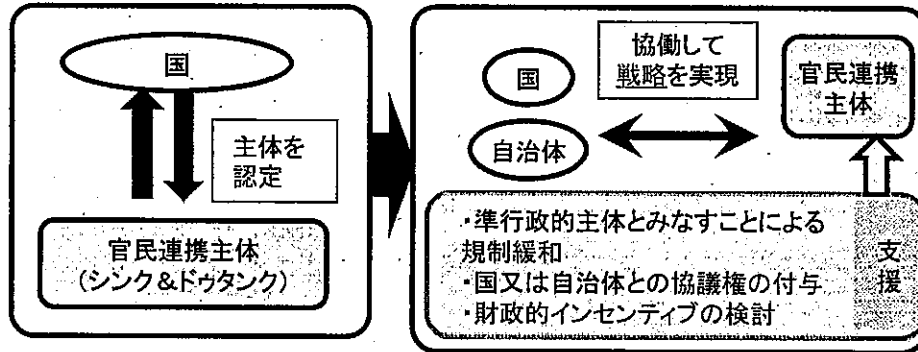 国
主体を
認定
官民連携主体
(シンク&ドゥタンク)
国
自治体
協働して
戦略を実現
官民連携
主体
・準行政的主体とみなすことによる
規制緩和
・国又は自治体との協議権の付与
・財政的インセンティブの検討
支援